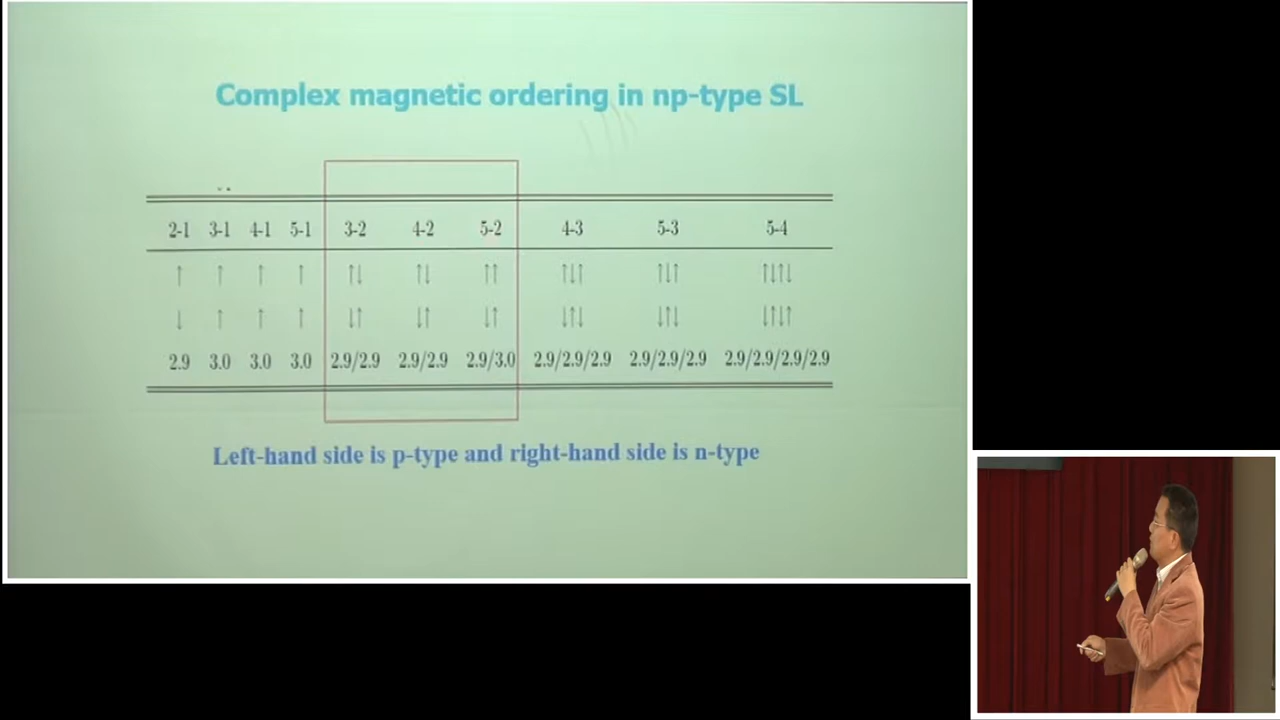 Complex magnetic ordering in np-type SL
2-1 3-1 4-1 5-1 3-2 4-2 5-2 4-3 5-3 5-4
↑ ↑ ↑ ↑ ↑↓ ↑↓ ↑↑ ↑↓↑ ↑↓↑ ↑↓↑↓
↓ ↑ ↑ ↑ ↓↑ ↓↑ ↓↑ ↓↑↓ ↓↑↓ ↓↑↓↑
2.9 3.0 3.0 3.0 2.9/2.9 2.9/2.9 2.9/3.0 2.9/2.9/2.9 2.9/2.9/2.9 2.9/2.9/2.9/2.9
Left-hand side is p-type and right-hand side is n-type